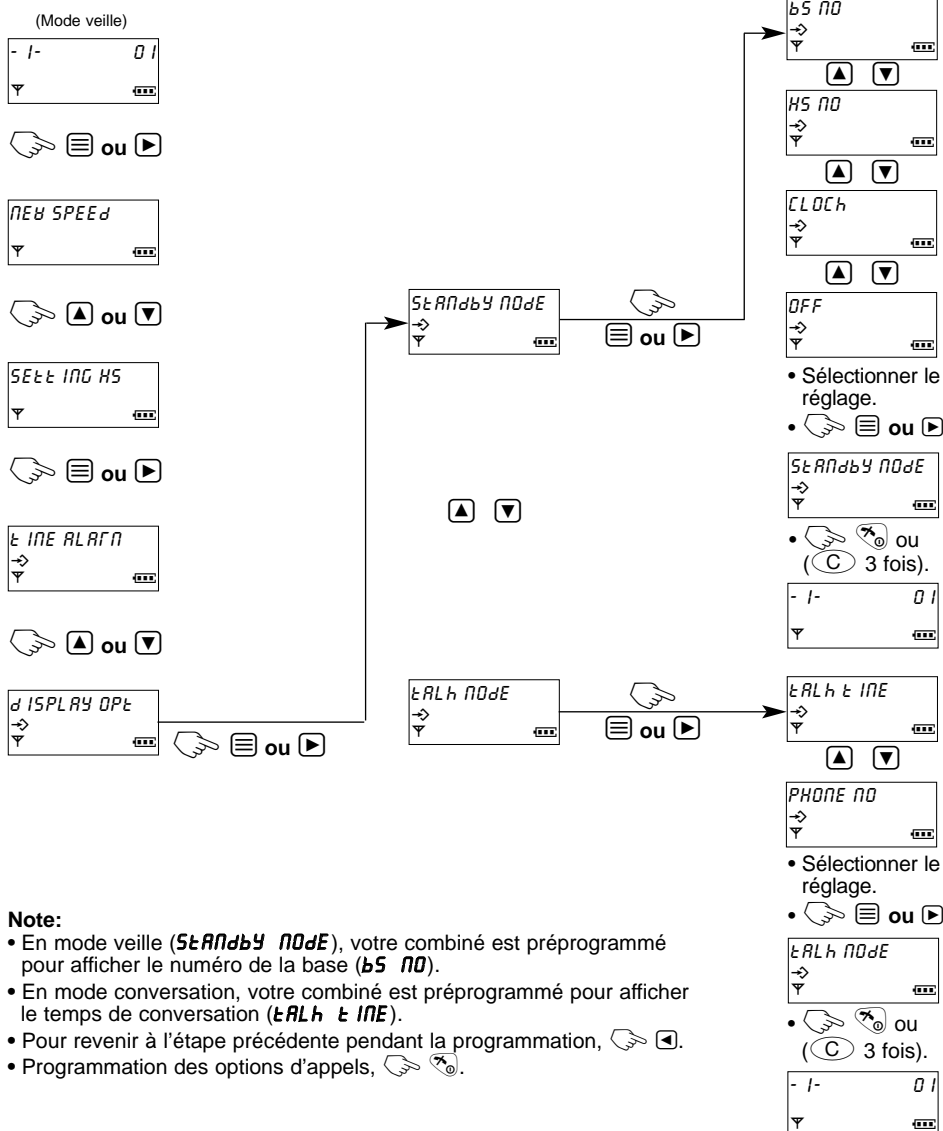 (Mode veille)
- 1- 01
ou
NEW SPEEd
ou
SEtt ING HS
ou
t IME ALARM
ou
d ISPLAY OPt
ou
StANdbY MOdE
ou
tALk MOdE
ou
bS NO
HS NO
CLOCk
OFF
• Sélectionner le
réglage.
• ou
StANdbY MOdE
• ou
(C 3 fois).
- 1- 01
tALk t IME
PHONE NO
• Sélectionner le
réglage.
• ou
tALk MOdE
• ou
(C 3 fois).
- 1- 01
Note:
• En mode veille (StANdbY MOdE), votre combiné est préprogrammé
pour afficher le numéro de la base (bS NO).
• En mode conversation, votre combiné est préprogrammé pour afficher
le temps de conversation (tALk t IME).
• Pour revenir à l’étape précédente pendant la programmation, .
• Programmation des options d’appels, .